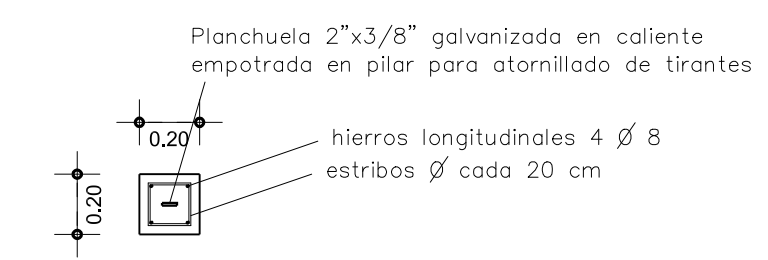 Planchuela 2”x3/8” galvanizada en caliente
empotrada en pilar para atornillado de tirantes
0.20
hierros longitudinales 4 Ø 8
estribos Ø cada 20 cm
0.20